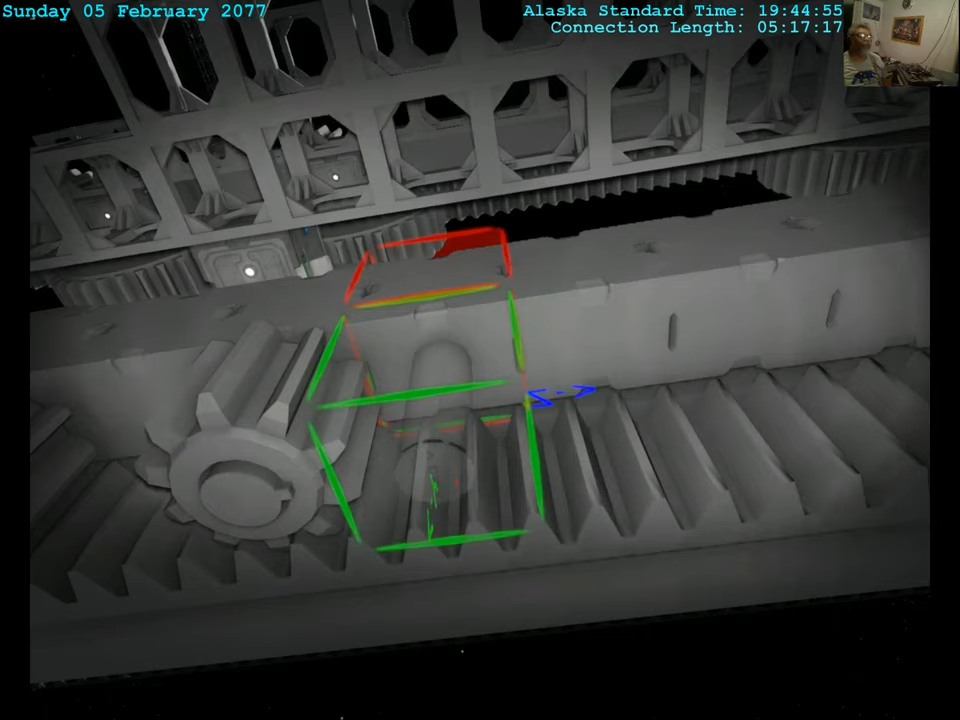 Sunday 05 February 2077
Alaska Standard Time: 19:44:55
Connection Length: 05:17:17